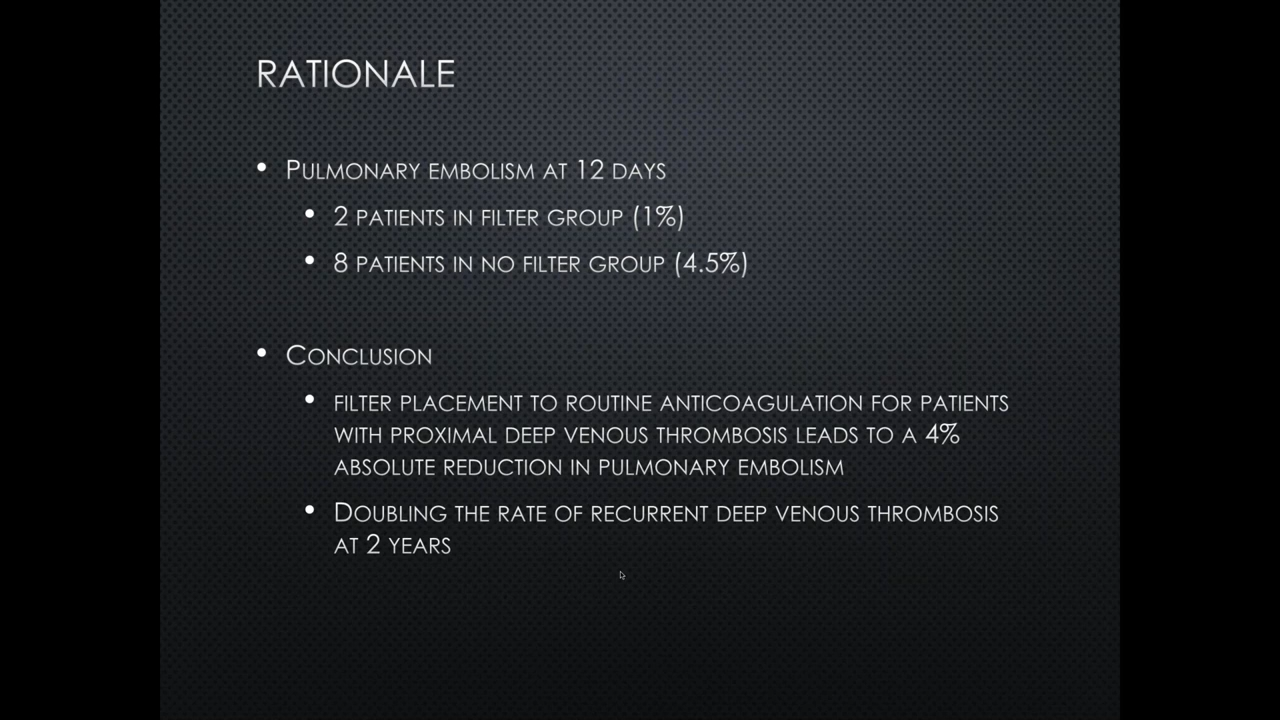 RATIONALE
• PULMONARY EMBOLISM AT 12 DAYS
• 2 PATIENTS IN FILTER GROUP (1%)
• 8 PATIENTS IN NO FILTER GROUP (4.5%)
• CONCLUSION
• FILTER PLACEMENT TO ROUTINE ANTICOAGULATION FOR PATIENTS
WITH PROXIMAL DEEP VENOUS THROMBOSIS LEADS TO A 4%
ABSOLUTE REDUCTION IN PULMONARY EMBOLISM
• DOUBLING THE RATE OF RECURRENT DEEP VENOUS THROMBOSIS
AT 2 YEARS